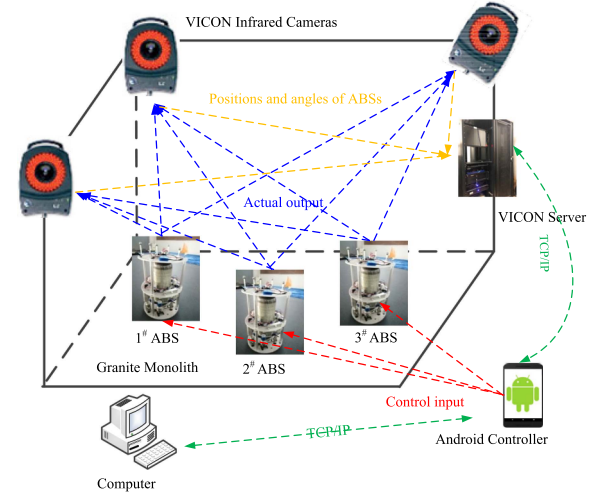 VICON Infrared Cameras
Positions and angles of ABSs
Actual output
VICON Server
TCP/IP
1# ABS
2# ABS
3# ABS
Granite Monolith
Control input
TCP/IP
Android Controller
Computer